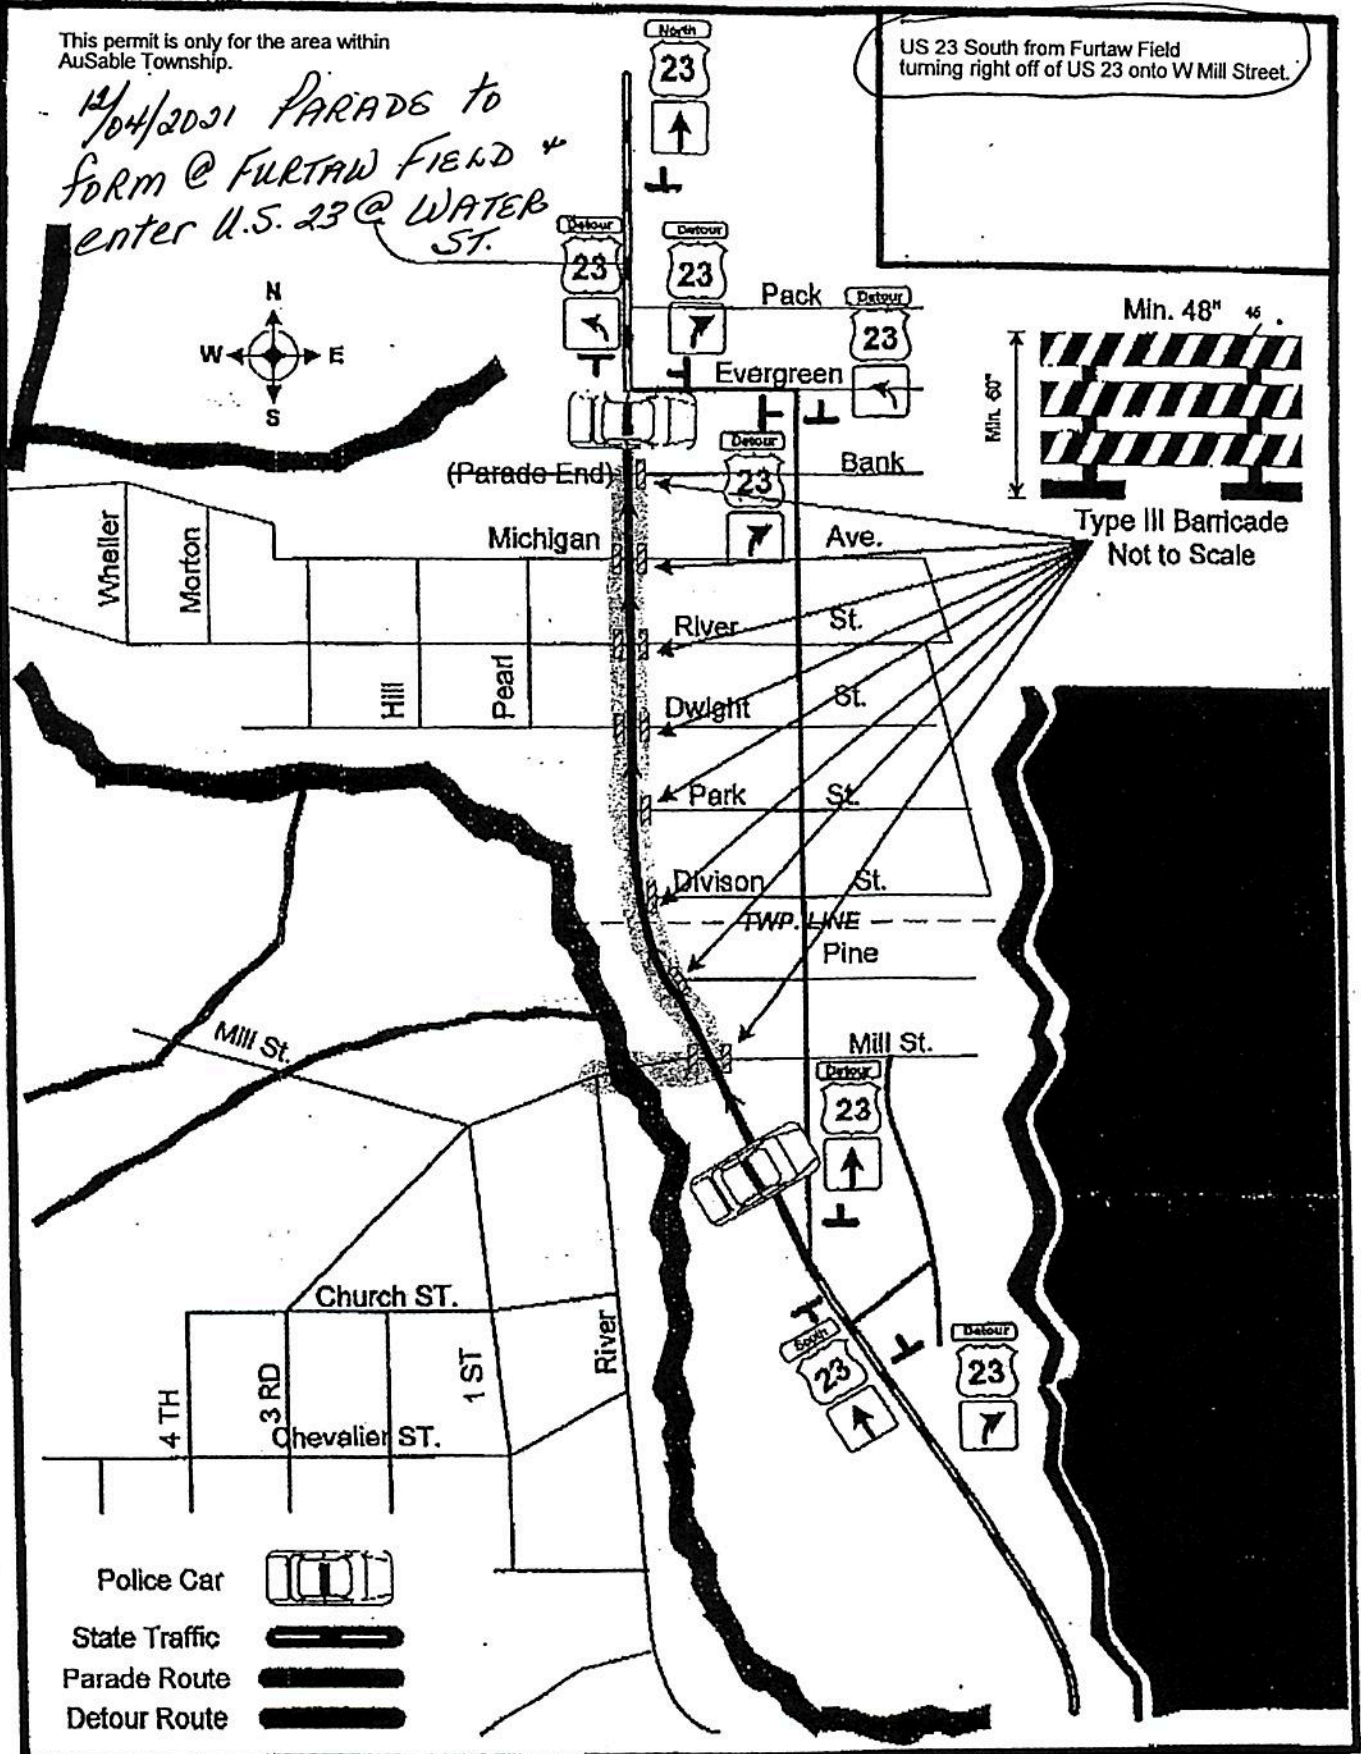 This permit is only for the area within
AuSable Township.
12/04/2021 PARADE to
form @ FURTAW FIELD +
enter U.S. 23 @ WATER
ST.
US 23 South from Furtaw Field
turning right off of US 23 onto W Mill Street.
North
23
Detour
23
Detour
23
Pack
Detour
23
N
W E
S
Evergreen
Min. 48"
Min. 60"
Type III Barricade
Not to Scale
(Parade End)
Detour
23
Bank
Michigan Ave.
Wheller
Morton
River St.
Hill
Pearl
Dwight St.
Park St.
Divison St.
TWP. LINE
Pine
Mill St.
Mill St.
Detour
23
Church ST.
4 TH
3 RD
1 ST
River
Chevalier ST.
South
23
Detour
23
Police Car
State Traffic
Parade Route
Detour Route